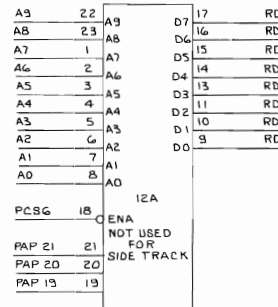 A9 22 A9 D7 17 RD
A8 23 A8 D6 16 RD
A7 1 A7 D5 15 RD
A6 2 A6 D4 14 RD
A5 3 A5 D3 13 RD
A4 4 A4 D2 11 RD
A3 5 A3 D1 10 RD
A2 6 A2 D0 9 RD
A1 7 A1
A0 8 A0
12A
PCS6 18 ENA
NOT USED
FOR
SIDE TRACK
PAP 21 21
PAP 20 20
PAP 19 19